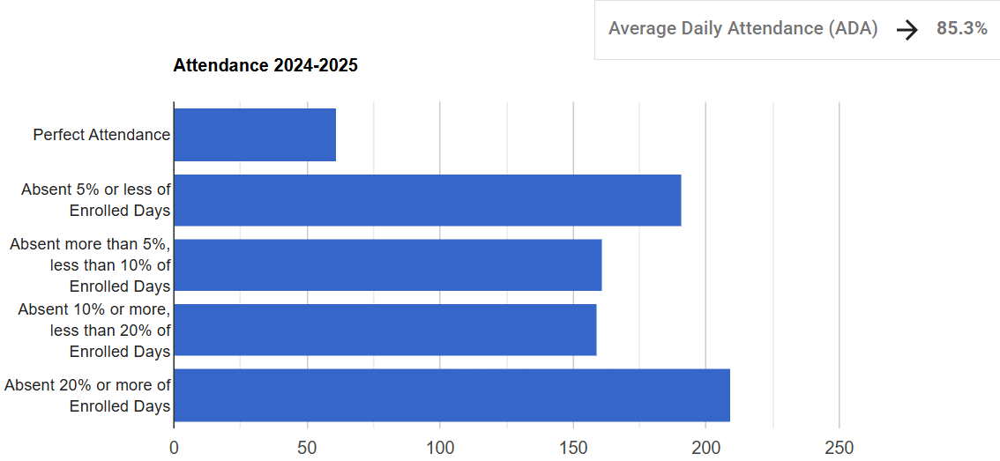 Average Daily Attendance (ADA) → 85.3%
Attendance 2024-2025
Perfect Attendance
Absent 5% or less of
Enrolled Days
Absent more than 5%,
less than 10% of
Enrolled Days
Absent 10% or more,
less than 20% of
Enrolled Days
Absent 20% or more of
Enrolled Days
0 50 100 150 200 250